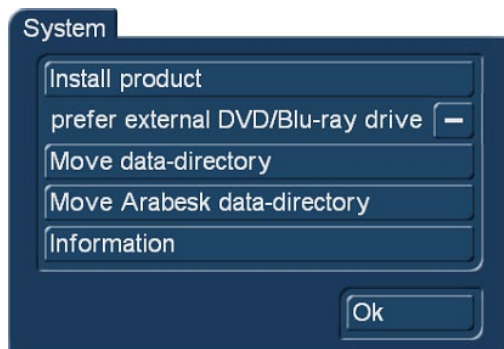 System
Install product
prefer external DVD/Blu-ray drive
Move data-directory
Move Arabesk data-directory
Information
Ok